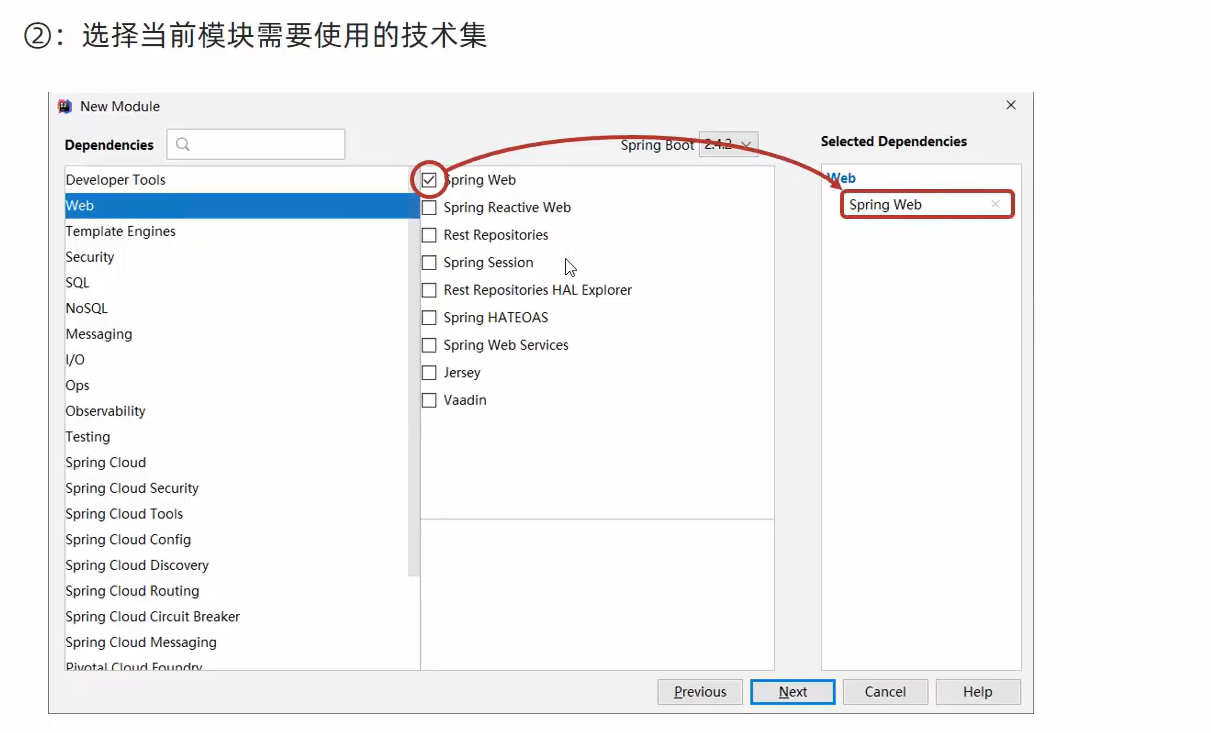 ②：选择当前模块需要使用的技术集
New Module
Dependencies
Spring Boot 2.4.2
Selected Dependencies
Developer Tools
Web
Template Engines
Security
SQL
NoSQL
Messaging
I/O
Ops
Observability
Testing
Spring Cloud
Spring Cloud Security
Spring Cloud Tools
Spring Cloud Config
Spring Cloud Discovery
Spring Cloud Routing
Spring Cloud Circuit Breaker
Spring Cloud Messaging
Pivotal Cloud Foundry
Spring Web
Spring Reactive Web
Rest Repositories
Spring Session
Rest Repositories HAL Explorer
Spring HATEOAS
Spring Web Services
Jersey
Vaadin
Web
Spring Web
Previous
Next
Cancel
Help